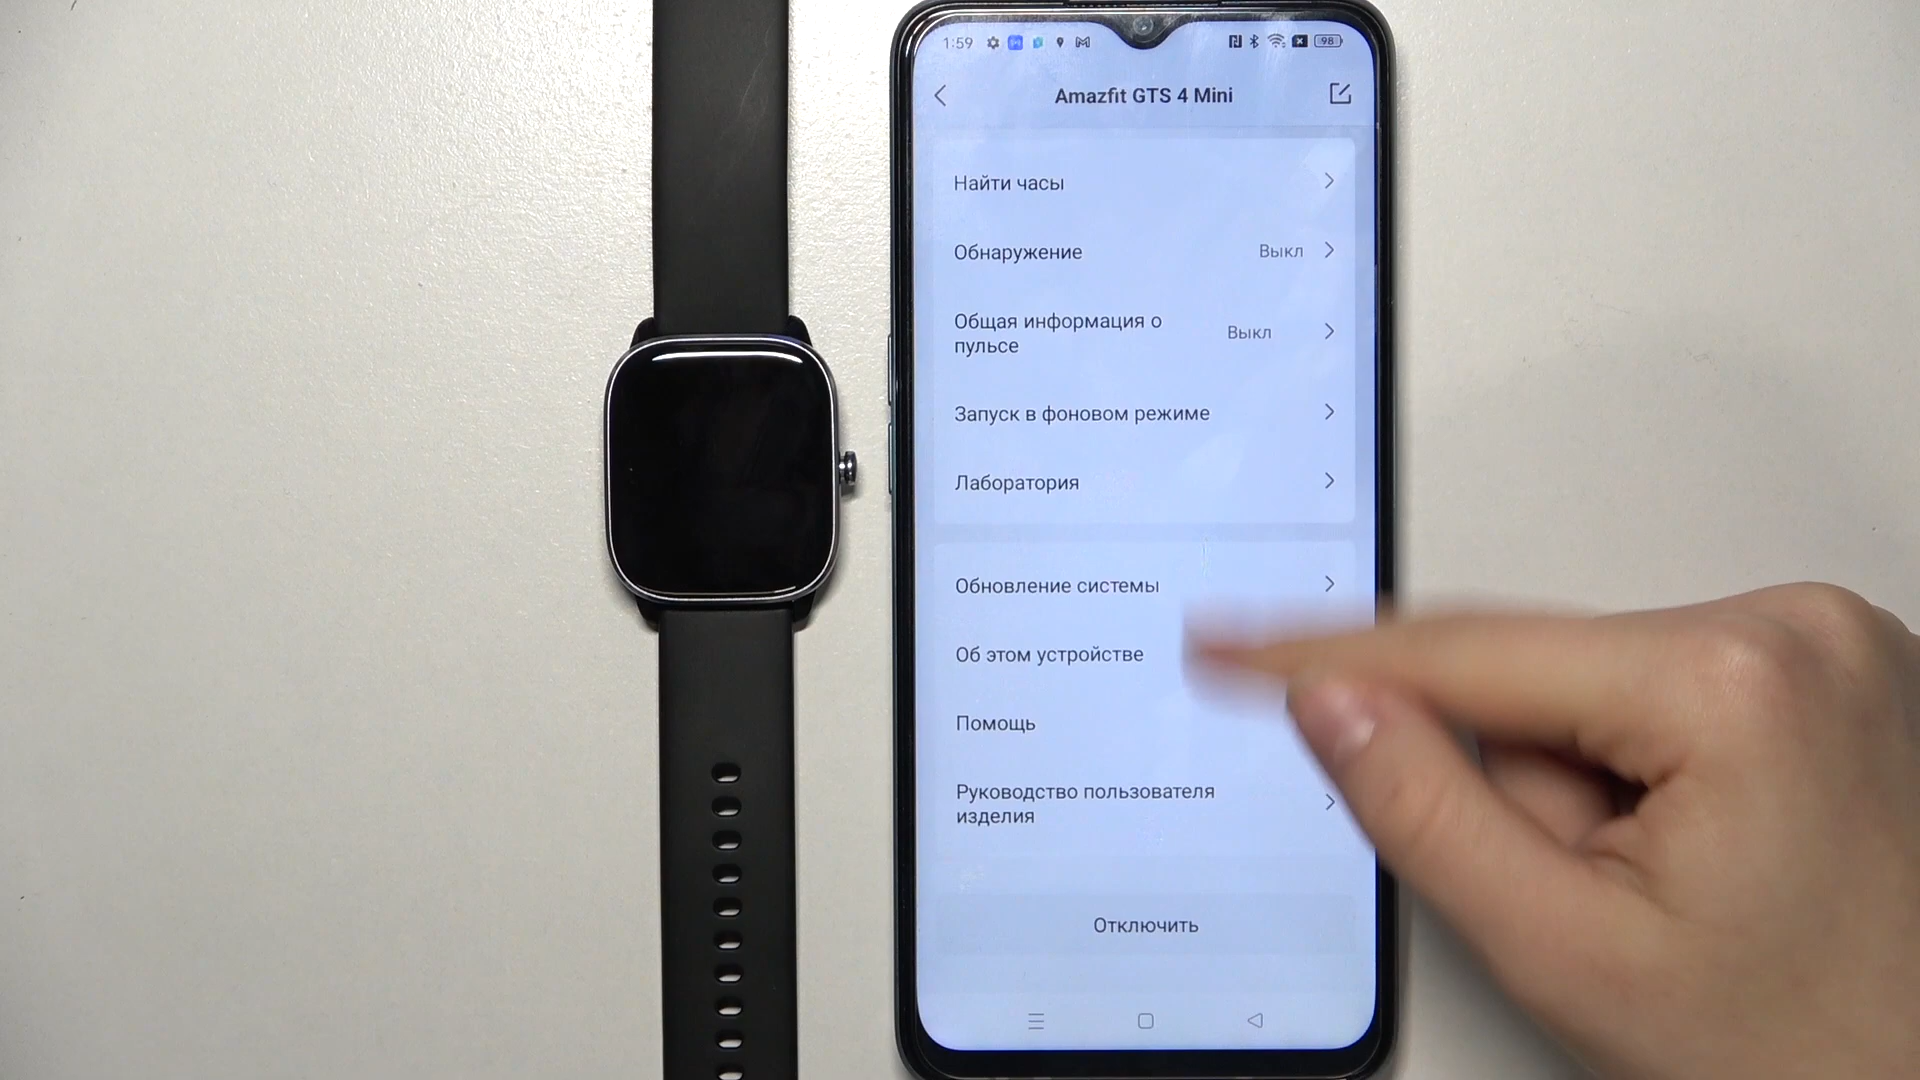 1:59
98
Amazfit GTS 4 Mini
Найти часы
Обнаружение
Выкл
Общая информация о
пульсе
Выкл
Запуск в фоновом режиме
Лаборатория
Обновление системы
Об этом устройстве
Помощь
Руководство пользователя
изделия
Отключить